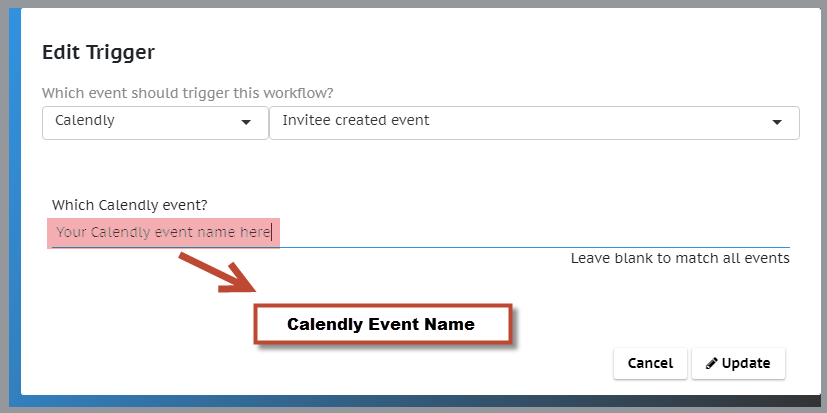 Edit Trigger
Which event should trigger this workflow?
Calendly Invitee created event
Which Calendly event?
Your Calendly event name here
Leave blank to match all events
Calendly Event Name
Cancel Update